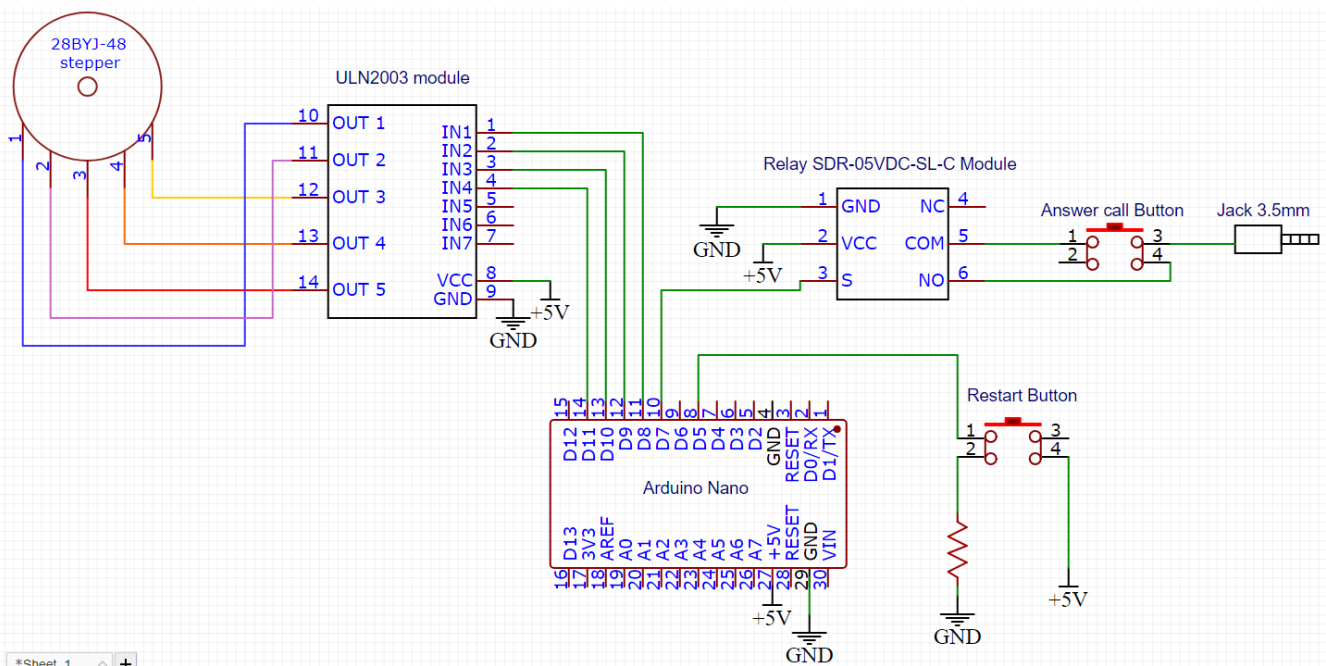 28BYJ-48
stepper
1
2
3
4
5
ULN2003 module
10 OUT 1
11 OUT 2
12 OUT 3
13 OUT 4
14 OUT 5
IN1 1
IN2 2
IN3 3
IN4 4
IN5 5
IN6 6
IN7 7
VCC 8
GND 9
+5V
GND
Relay SDR-05VDC-SL-C Module
1 GND
2 VCC
3 S
NC 4
COM 5
NO 6
GND
+5V
Answer call Button
1 3
2 4
Jack 3.5mm
Restart Button
1 3
2 4
+5V
GND
15 14 13 12 11 10 9 8 7 6 5 4 3 2 1
D12 D11 D10 D9 D8 D7 D6 D5 D4 D3 D2 GND RESET D0/RX D1/TX
Arduino Nano
D13 3V3 AREF A0 A1 A2 A3 A4 A5 A6 A7 +5V RESET GND VIN
16 17 18 19 20 21 22 23 24 25 26 27 28 29 30
+5V
GND
*Sheet_1